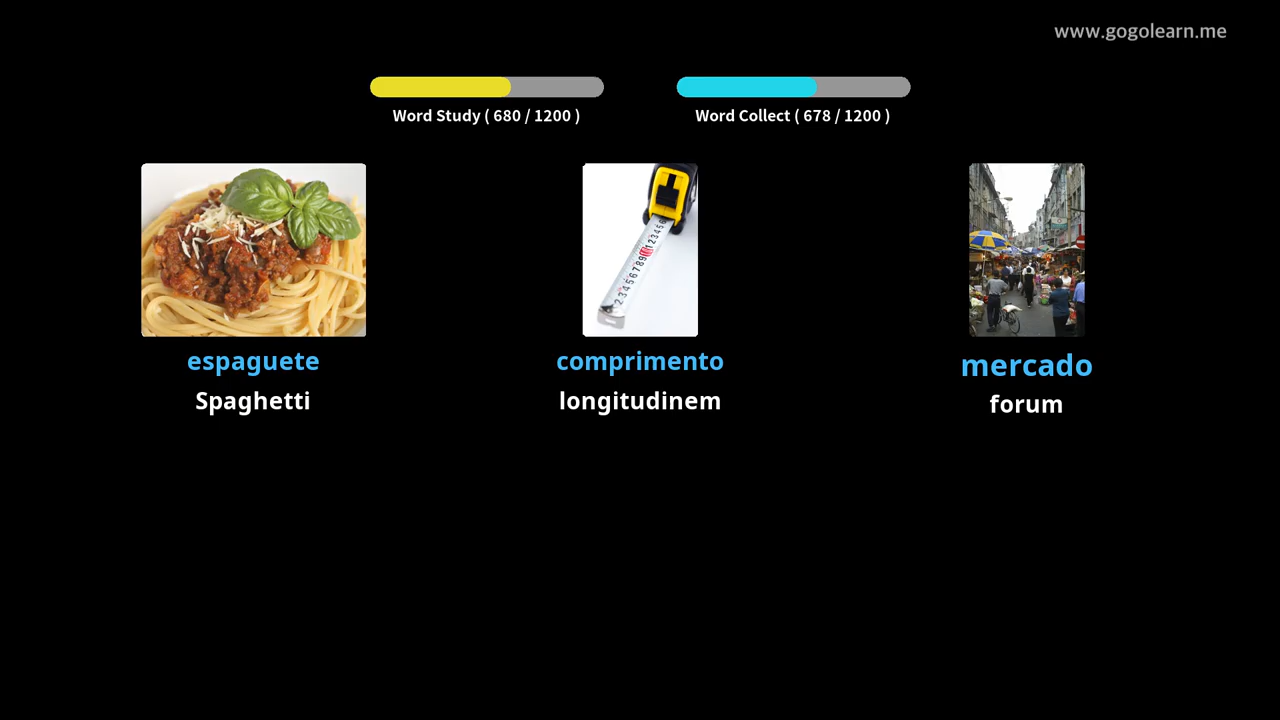 www.gogolearn.me
Word Study ( 680 / 1200 )
Word Collect ( 678 / 1200 )
espaguete
Spaghetti
comprimento
longitudinem
mercado
forum